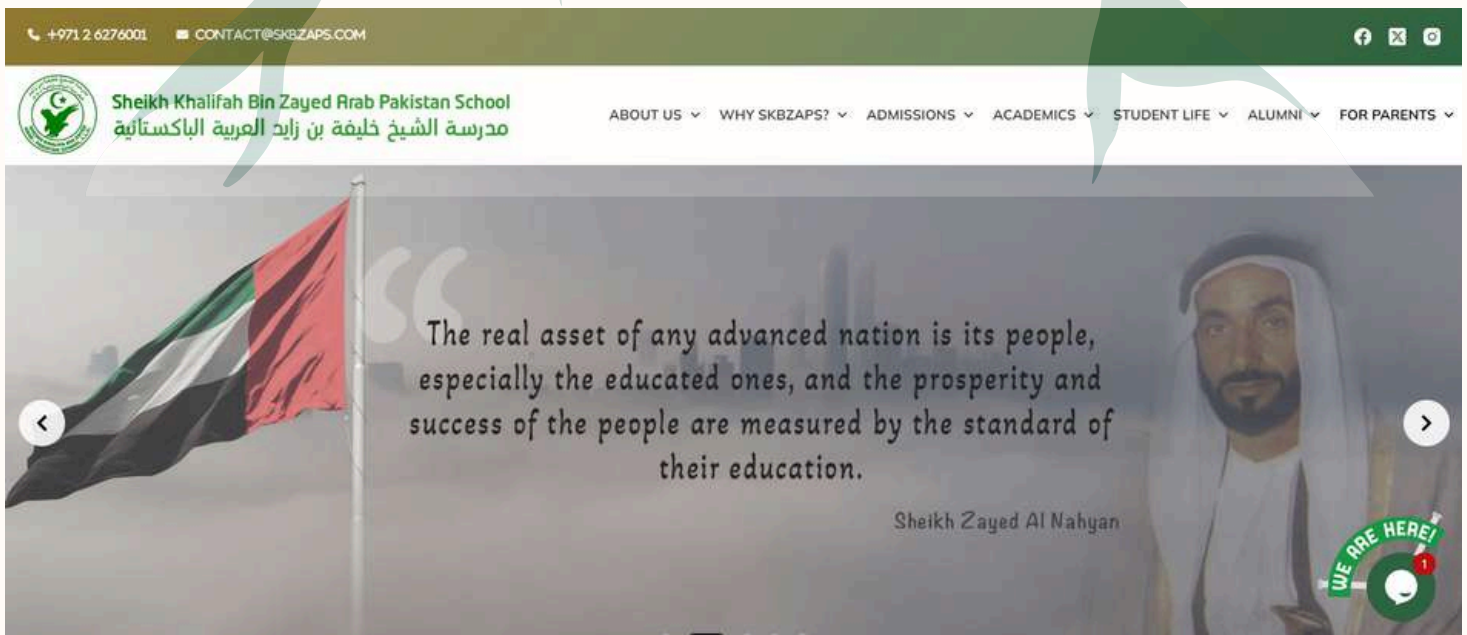 +971 2 6276001 CONTACT@SKBZAPS.COM
Sheikh Khalifah Bin Zayed Arab Pakistan School
مدرسة الشيخ خليفة بن زايد العربية الباكستانية
ABOUT US WHY SKBZAPS? ADMISSIONS ACADEMICS STUDENT LIFE ALUMNI FOR PARENTS
“
The real asset of any advanced nation is its people,
especially the educated ones, and the prosperity and
success of the people are measured by the standard of
their education.
Sheikh Zayed Al Nahyan
WE ARE HERE!
1